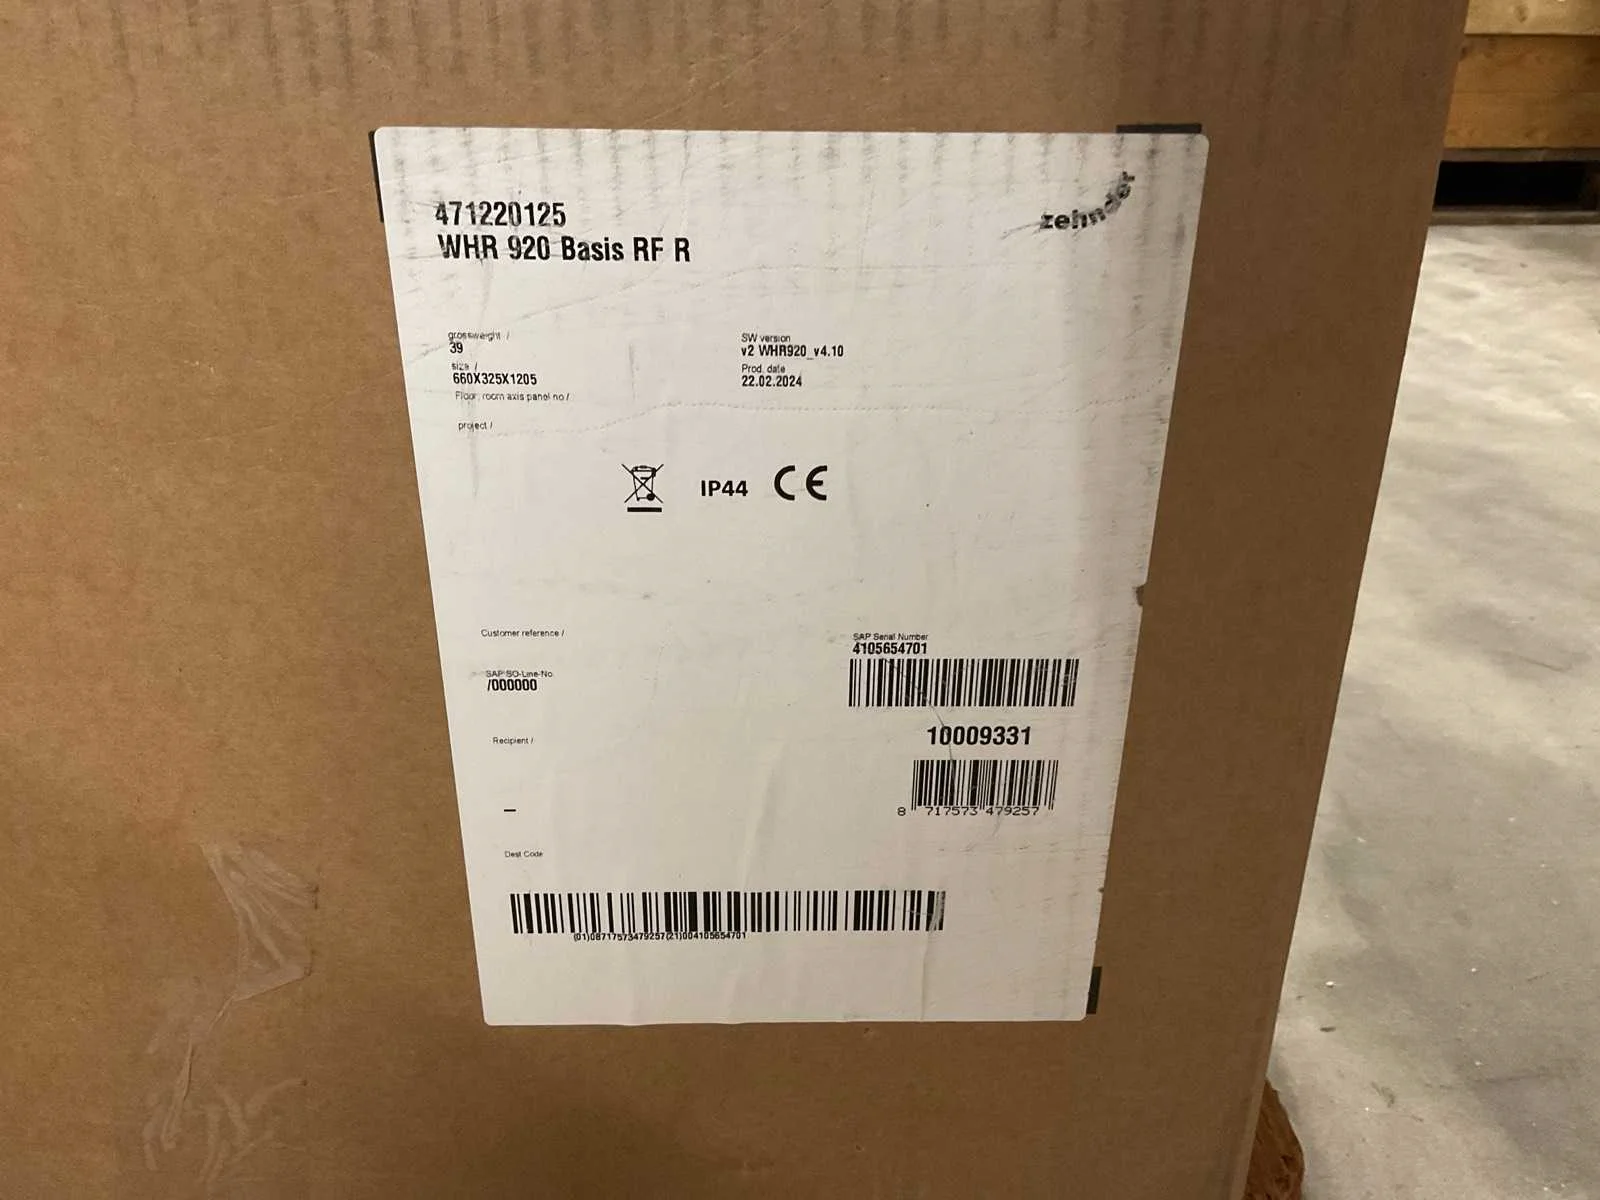 471220125
WHR 920 Basis RF R
zehnder
grossweight /
39
size /
660X325X1205
Floor, room axis panel no /
project /
SW version
v2 WHR920_v4.10
Prod. date
22.02.2024
IP44 CE
Customer reference /
SAP SO-Line-No
/000000
Recipient /
–
Dest Code
SAP Serial Number
4105654701
10009331
8 717573 479257
(01)08717573479257(21)004105654701